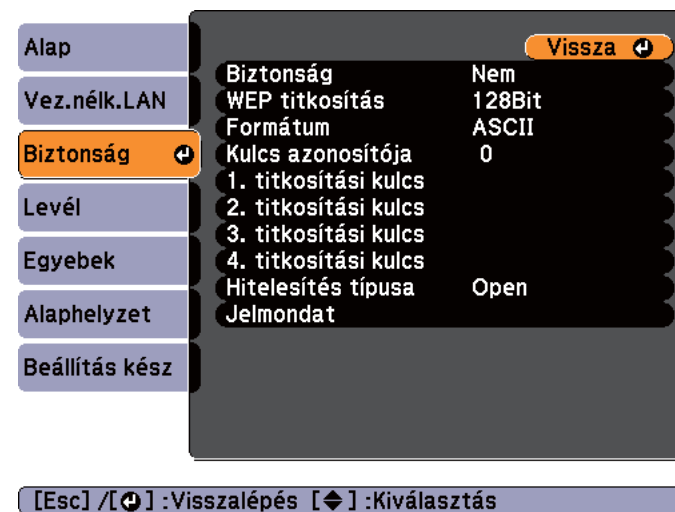 Alap
Vez.nélk.LAN
Biztonság
Levél
Egyebek
Alaphelyzet
Beállítás kész
Vissza
Biztonság Nem
WEP titkosítás 128Bit
Formátum ASCII
Kulcs azonosítója 0
1. titkosítási kulcs
2. titkosítási kulcs
3. titkosítási kulcs
4. titkosítási kulcs
Hitelesítés típusa Open
Jelmondat
[Esc] /[⏎] :Visszalépés [◆] :Kiválasztás